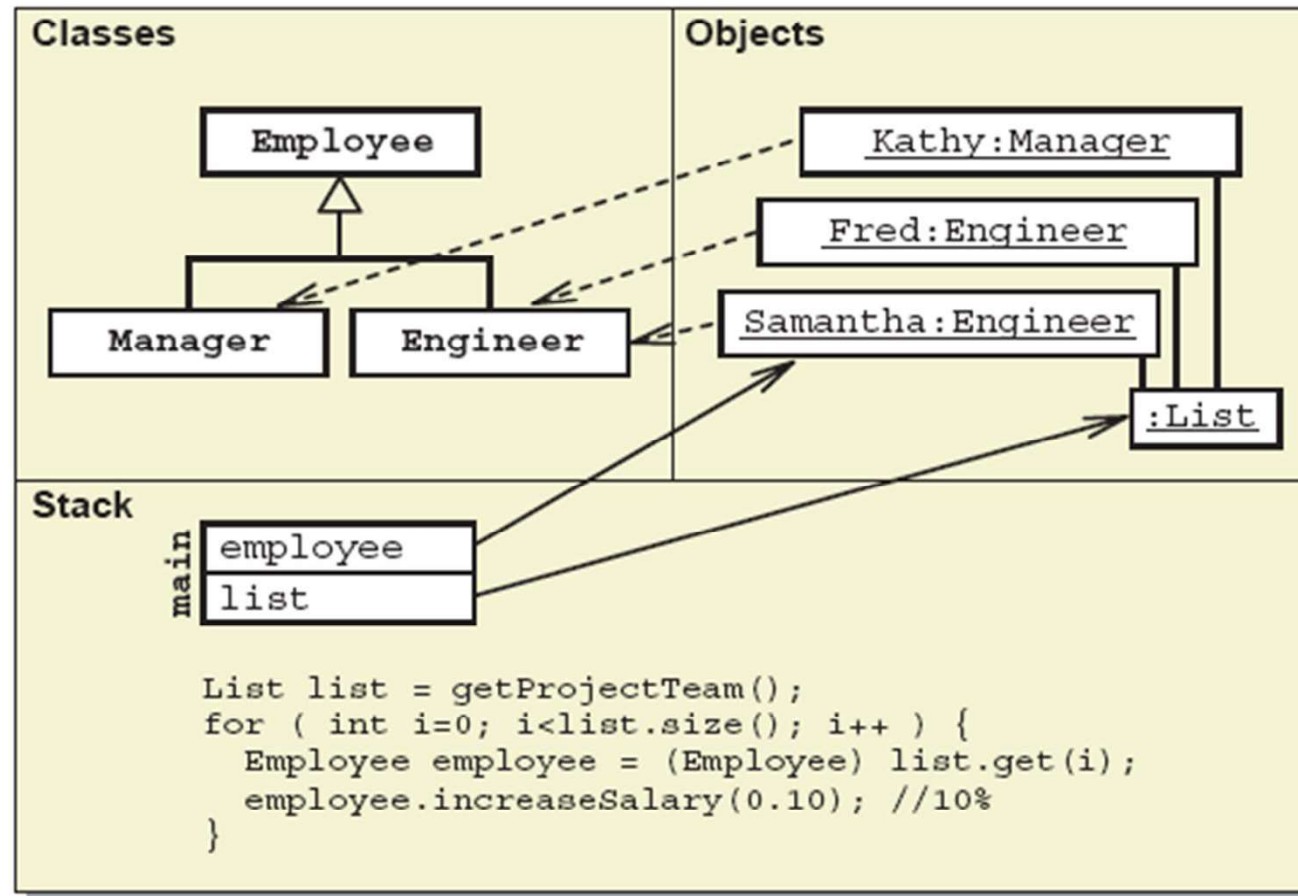 Classes
Objects
Employee
Kathy:Manager
Fred:Engineer
Samantha:Engineer
Manager
Engineer
:List
Stack
main
employee
list
List list = getProjectTeam();
for ( int i=0; i<list.size(); i++ ) {
  Employee employee = (Employee) list.get(i);
  employee.increaseSalary(0.10); //10%
}